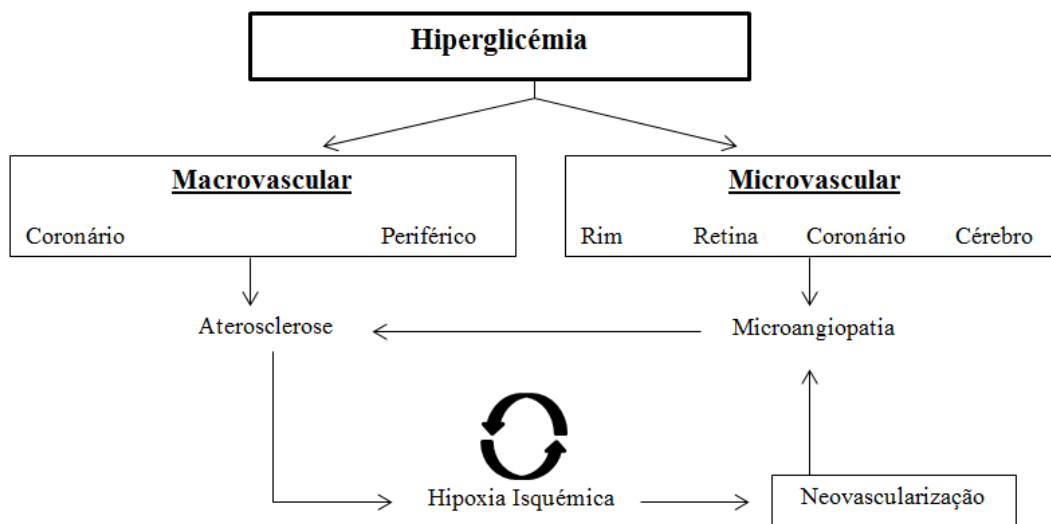 Hiperglicémia
Macrovascular
Coronário Periférico
Microvascular
Rim Retina Coronário Cérebro
Aterosclerose
Microangiopatia
Hipoxia Isquémica
Neovascularização